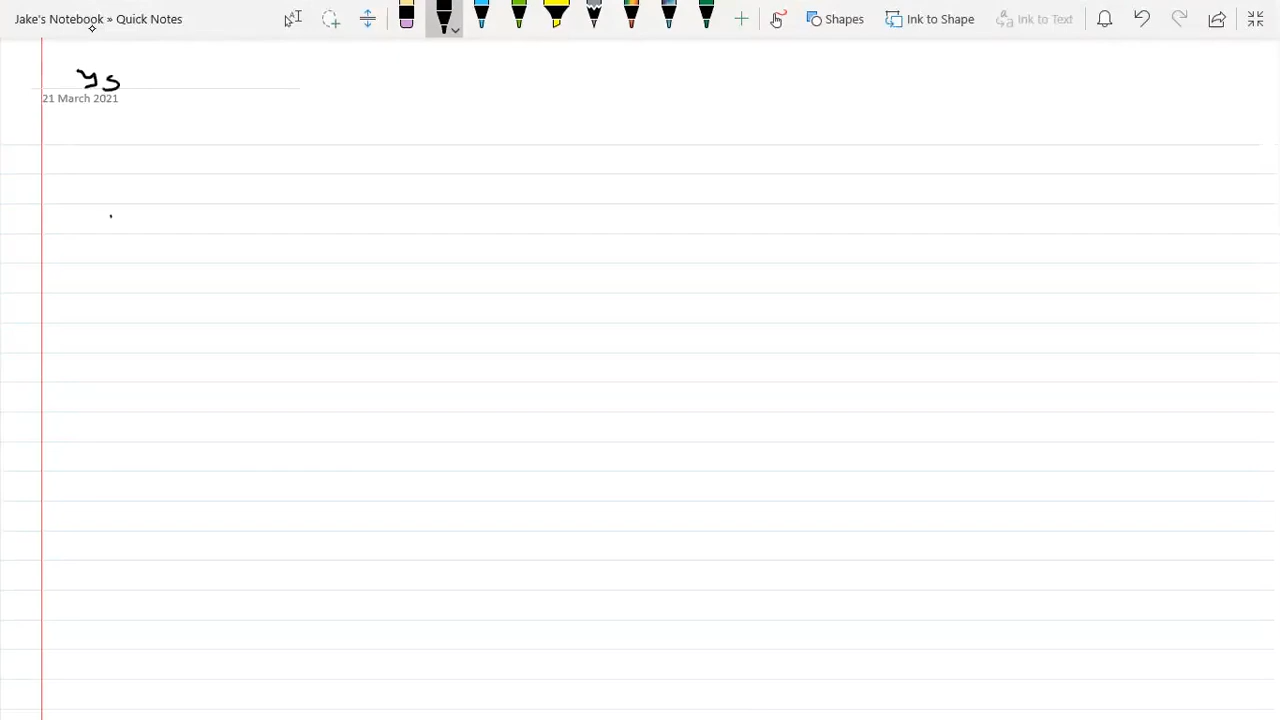 Jake's Notebook » Quick Notes
Shapes
Ink to Shape
Ink to Text
21 March 2021